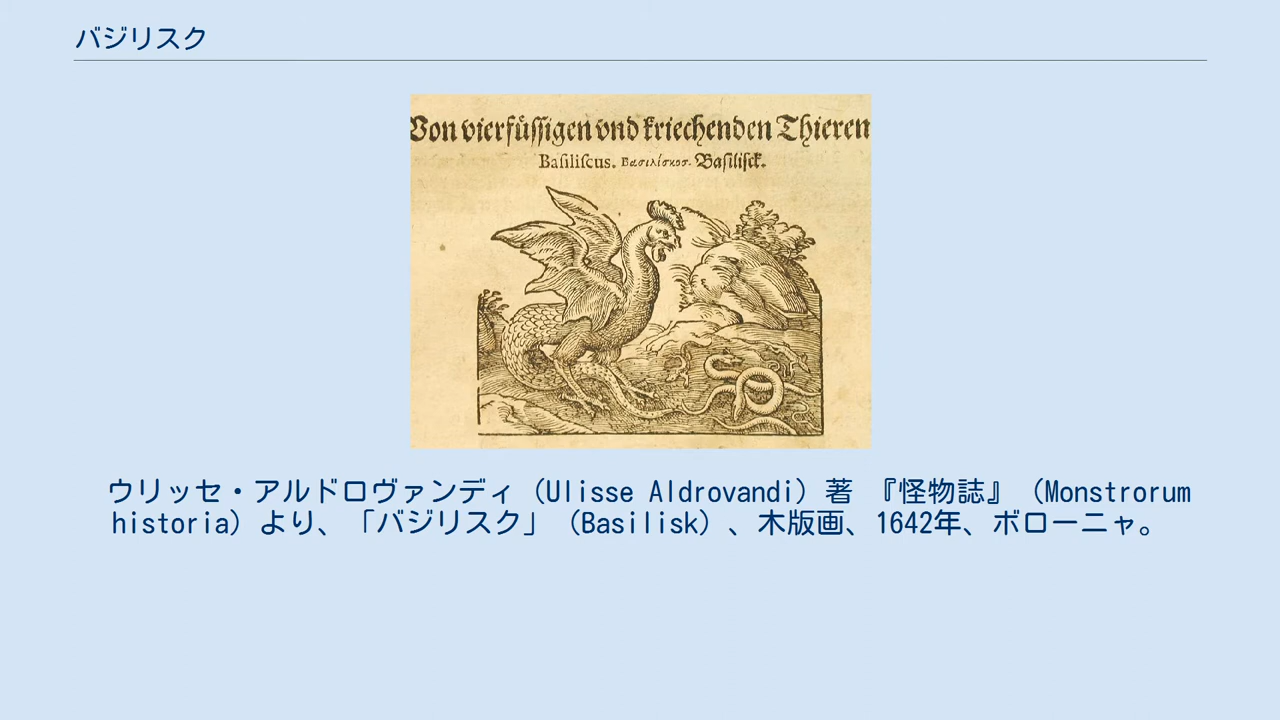 バジリスク
Von vierfüssigen vnd kriechenden Thieren
Basiliscus. Βασιλίσκος. Basilisck.
ウリッセ・アルドロヴァンディ（Ulisse Aldrovandi）著 『怪物誌』（Monstrorum
historia）より、「バジリスク」（Basilisk）、木版画、1642年、ボローニャ。